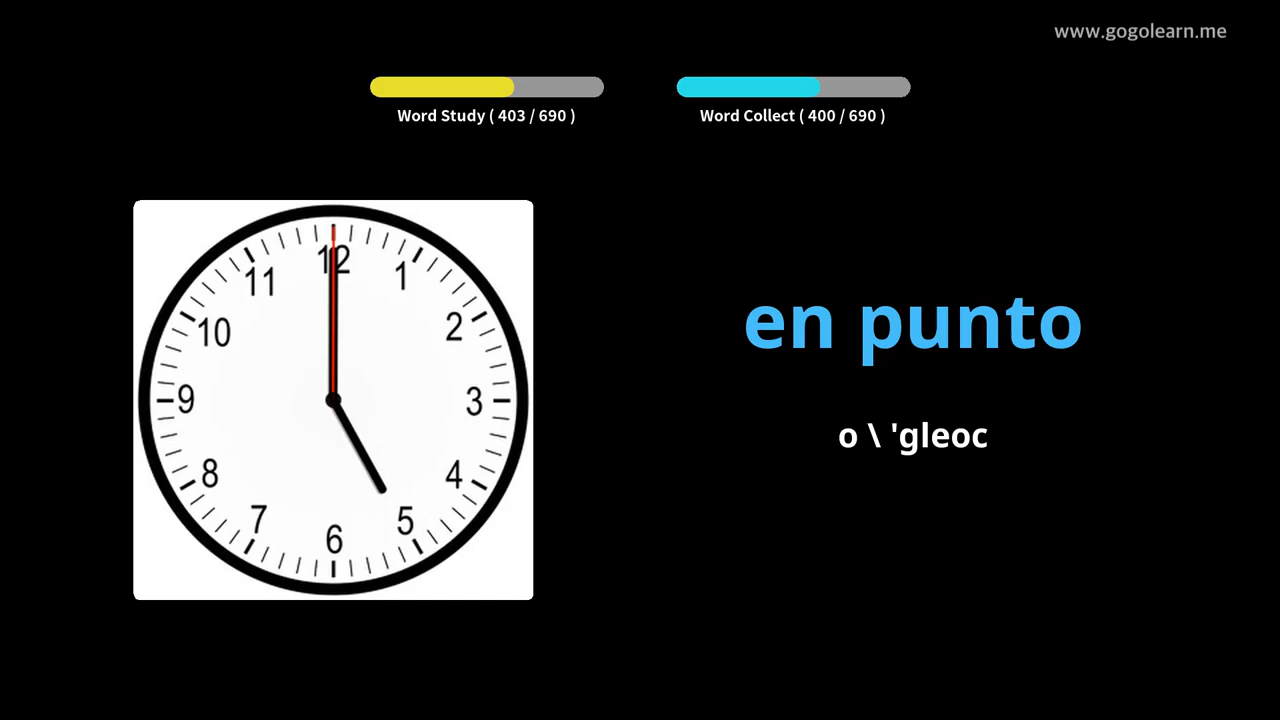 www.gogolearn.me
Word Study ( 403 / 690 )
Word Collect ( 400 / 690 )
12
1
2
3
4
5
6
7
8
9
10
11
en punto
o \ 'gleoc